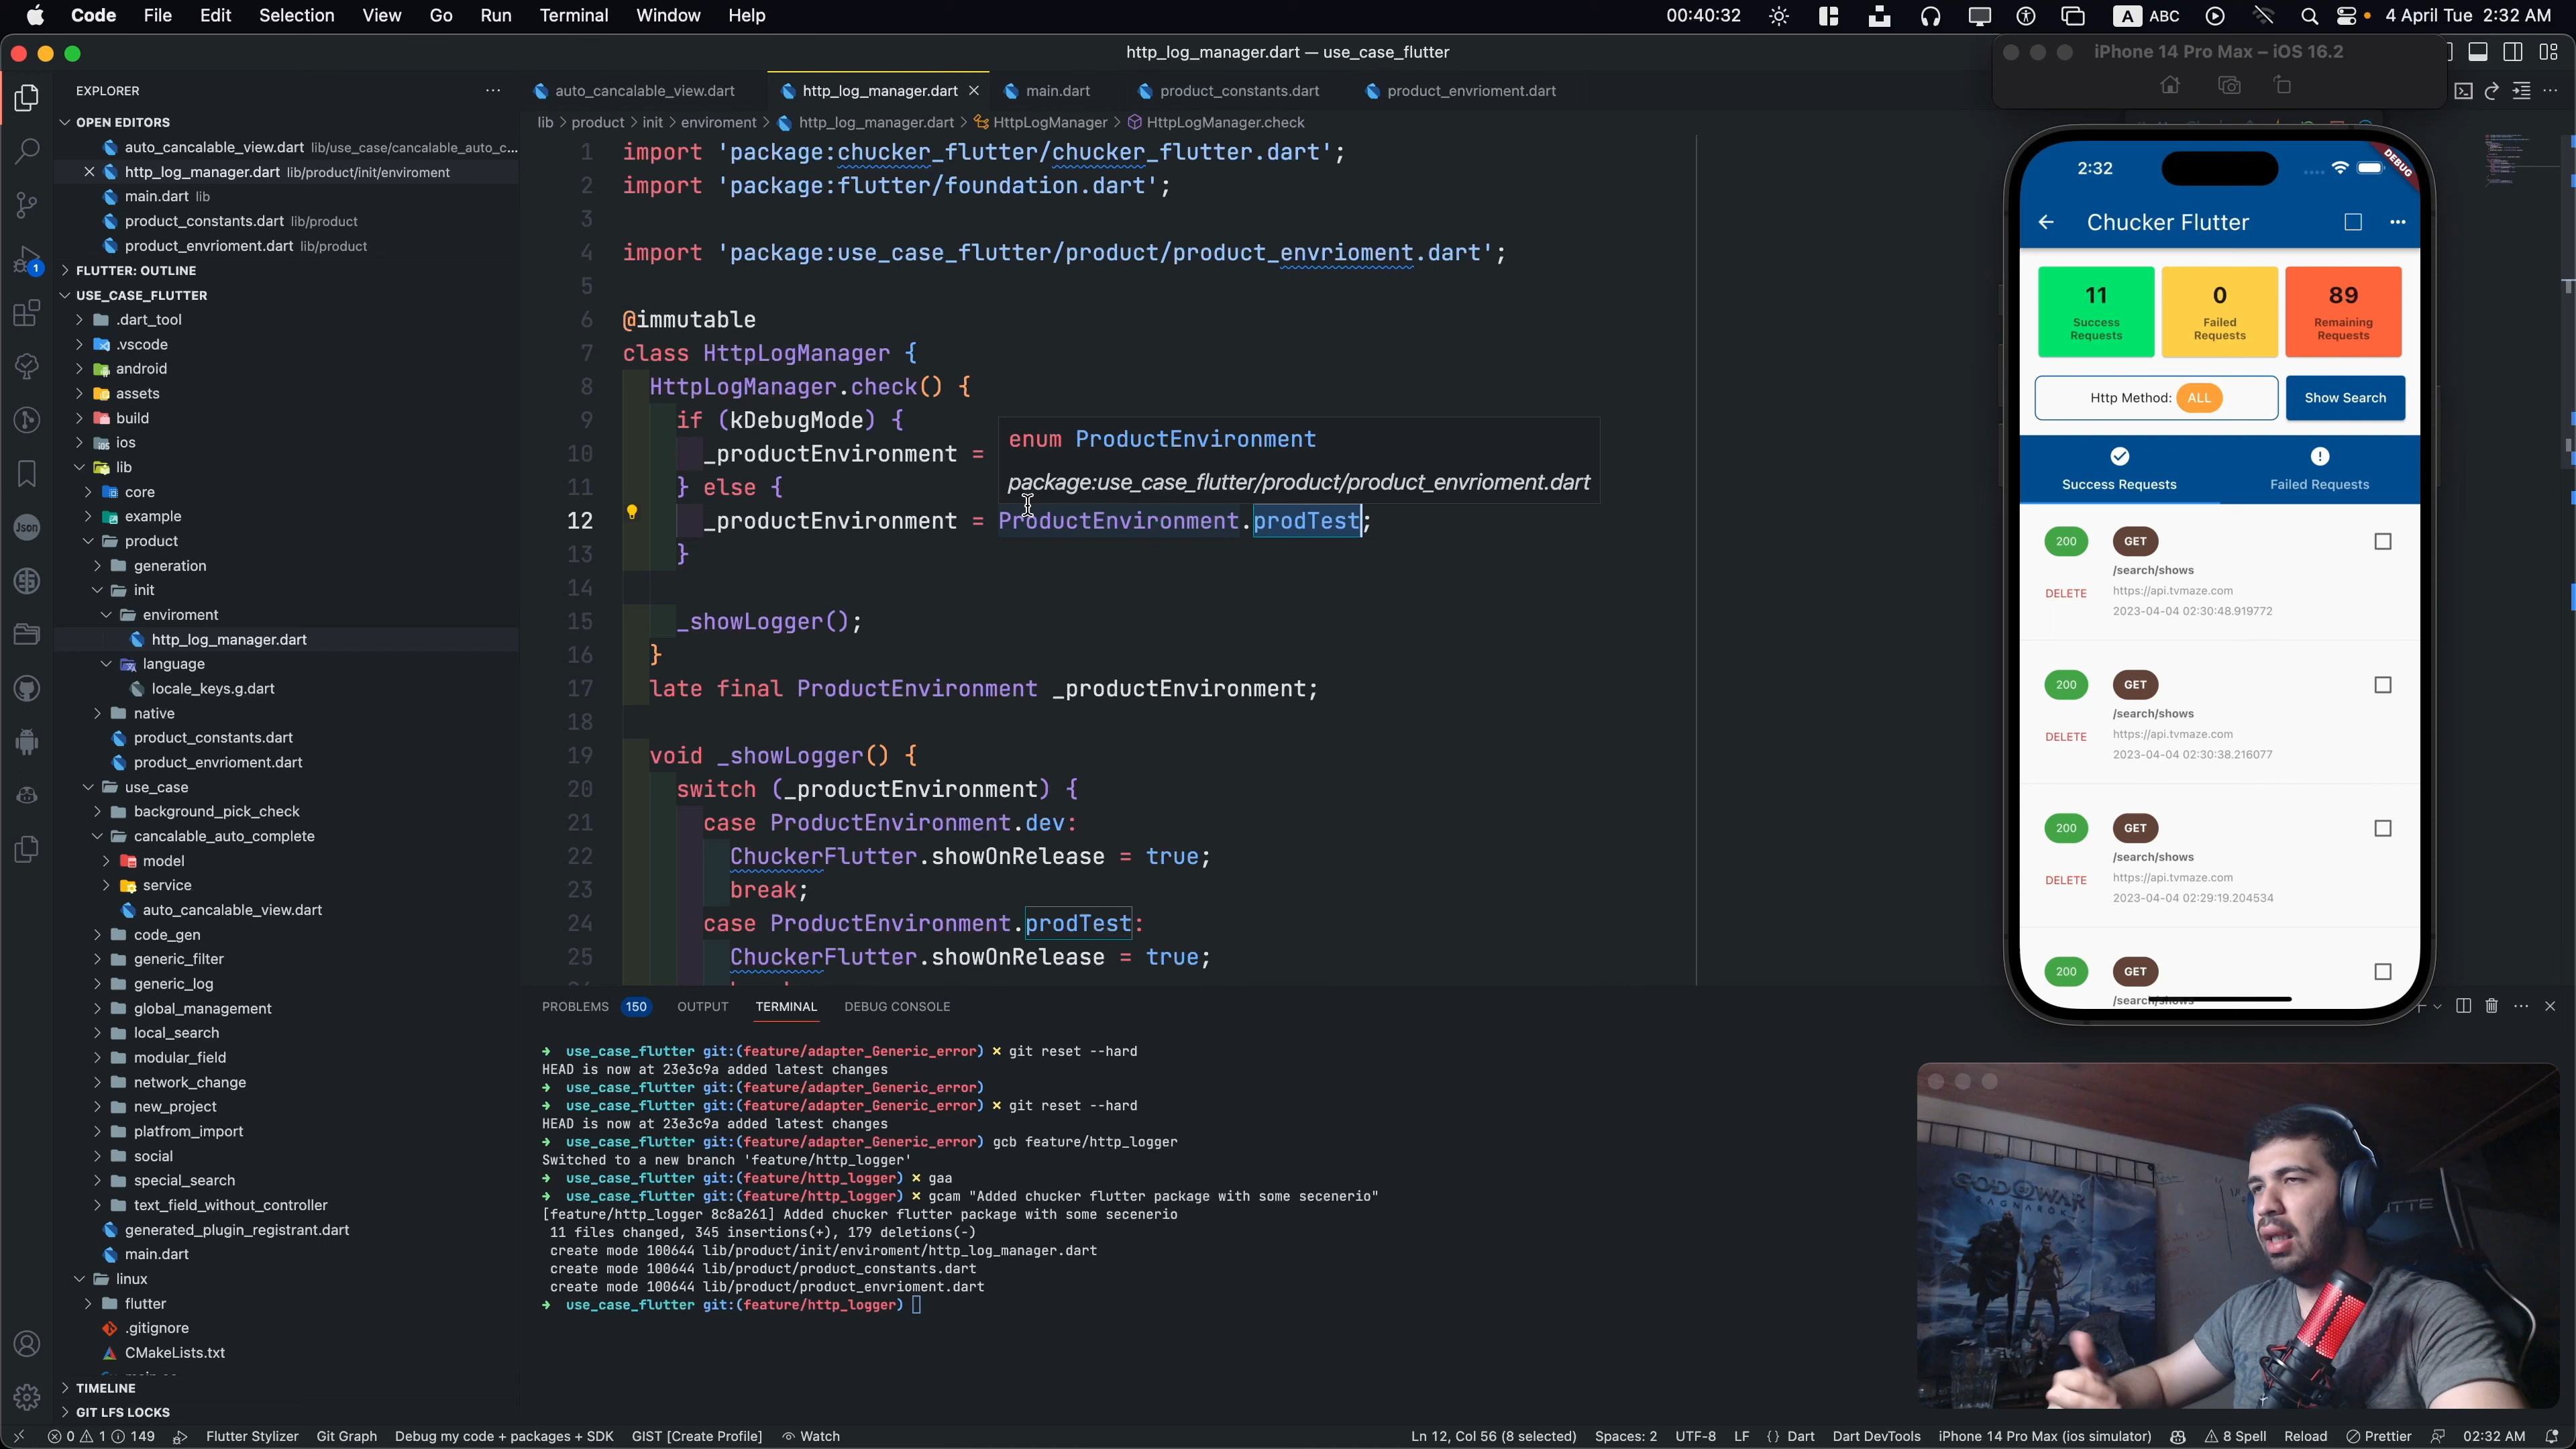 Code File Edit Selection View Go Run Terminal Window Help 00:40:32 A ABC 4 April Tue 2:32 AM
http_log_manager.dart — use_case_flutter
iPhone 14 Pro Max – iOS 16.2
EXPLORER
auto_cancalable_view.dart http_log_manager.dart main.dart product_constants.dart product_envrioment.dart
lib > product > init > enviroment > http_log_manager.dart > HttpLogManager > HttpLogManager.check
OPEN EDITORS
auto_cancalable_view.dart lib/use_case/cancalable_auto_c...
http_log_manager.dart lib/product/init/enviroment
main.dart lib
product_constants.dart lib/product
product_envrioment.dart lib/product
FLUTTER: OUTLINE
USE_CASE_FLUTTER
.dart_tool
.vscode
android
assets
build
ios
lib
core
example
product
generation
init
enviroment
http_log_manager.dart
language
locale_keys.g.dart
native
product_constants.dart
product_envrioment.dart
use_case
background_pick_check
cancalable_auto_complete
model
service
auto_cancalable_view.dart
code_gen
generic_filter
generic_log
global_management
local_search
modular_field
network_change
new_project
platfrom_import
social
special_search
text_field_without_controller
generated_plugin_registrant.dart
main.dart
linux
flutter
.gitignore
CMakeLists.txt
TIMELINE
GIT LFS LOCKS
1
Json
1 import 'package:chucker_flutter/chucker_flutter.dart';
2 import 'package:flutter/foundation.dart';
3
4 import 'package:use_case_flutter/product/product_envrioment.dart';
5
6 @immutable
7 class HttpLogManager {
8 HttpLogManager.check() {
9 if (kDebugMode) {
10 _productEnvironment =
11 } else {
12 _productEnvironment = ProductEnvironment.prodTest;
13 }
14
15 _showLogger();
16 }
17 late final ProductEnvironment _productEnvironment;
18
19 void _showLogger() {
20 switch (_productEnvironment) {
21 case ProductEnvironment.dev:
22 ChuckerFlutter.showOnRelease = true;
23 break;
24 case ProductEnvironment.prodTest:
25 ChuckerFlutter.showOnRelease = true;
enum ProductEnvironment
package:use_case_flutter/product/product_envrioment.dart
PROBLEMS 150 OUTPUT TERMINAL DEBUG CONSOLE
➜ use_case_flutter git:(feature/adapter_Generic_error) ✗ git reset --hard
HEAD is now at 23e3c9a added latest changes
➜ use_case_flutter git:(feature/adapter_Generic_error)
➜ use_case_flutter git:(feature/adapter_Generic_error) ✗ git reset --hard
HEAD is now at 23e3c9a added latest changes
➜ use_case_flutter git:(feature/adapter_Generic_error) gcb feature/http_logger
Switched to a new branch 'feature/http_logger'
➜ use_case_flutter git:(feature/http_logger) ✗ gaa
➜ use_case_flutter git:(feature/http_logger) ✗ gcam "Added chucker flutter package with some secenerio"
[feature/http_logger 8c8a261] Added chucker flutter package with some secenerio
11 files changed, 345 insertions(+), 179 deletions(-)
create mode 100644 lib/product/init/enviroment/http_log_manager.dart
create mode 100644 lib/product/product_constants.dart
create mode 100644 lib/product/product_envrioment.dart
➜ use_case_flutter git:(feature/http_logger)
2:32
DEBUG
Chucker Flutter
11 0 89
Success Failed Remaining
Requests Requests Requests
Http Method: ALL Show Search
Success Requests Failed Requests
200 GET
/search/shows
DELETE https://api.tvmaze.com
2023-04-04 02:30:48.919772
200 GET
/search/shows
DELETE https://api.tvmaze.com
2023-04-04 02:30:38.216077
200 GET
/search/shows
DELETE https://api.tvmaze.com
2023-04-04 02:29:19.204534
200 GET
/search/shows
GOD OF WAR
RAGNARÖK
0 1 149 Flutter Stylizer Git Graph Debug my code + packages + SDK GIST [Create Profile] Watch Ln 12, Col 56 (8 selected) Spaces: 2 UTF-8 LF {} Dart Dart DevTools iPhone 14 Pro Max (ios simulator) 8 Spell Reload Prettier 02:32 AM